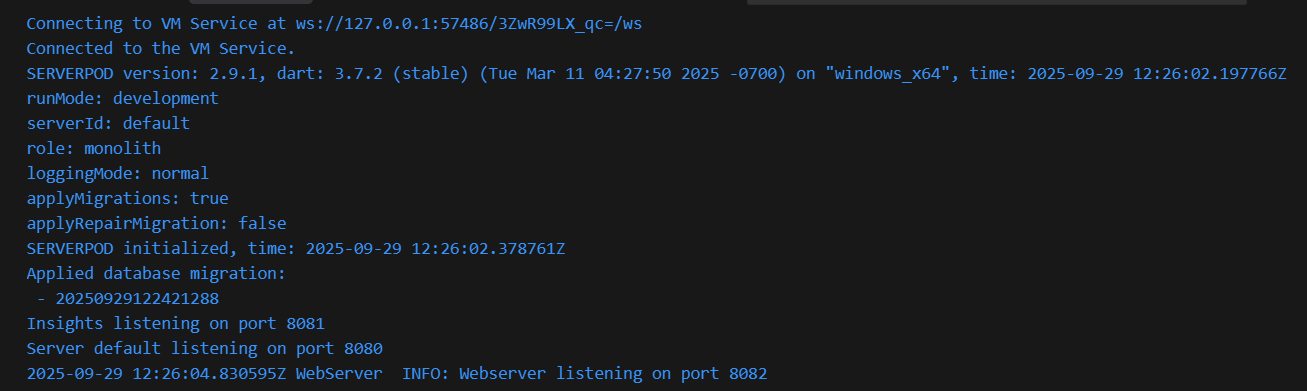 Connecting to VM Service at ws://127.0.0.1:57486/3ZwR99LX_qc=/ws
Connected to the VM Service.
SERVERPOD version: 2.9.1, dart: 3.7.2 (stable) (Tue Mar 11 04:27:50 2025 -0700) on "windows_x64", time: 2025-09-29 12:26:02.197766Z
runMode: development
serverId: default
role: monolith
loggingMode: normal
applyMigrations: true
applyRepairMigration: false
SERVERPOD initialized, time: 2025-09-29 12:26:02.378761Z
Applied database migration:
 - 20250929122421288
Insights listening on port 8081
Server default listening on port 8080
2025-09-29 12:26:04.830595Z WebServer  INFO: Webserver listening on port 8082